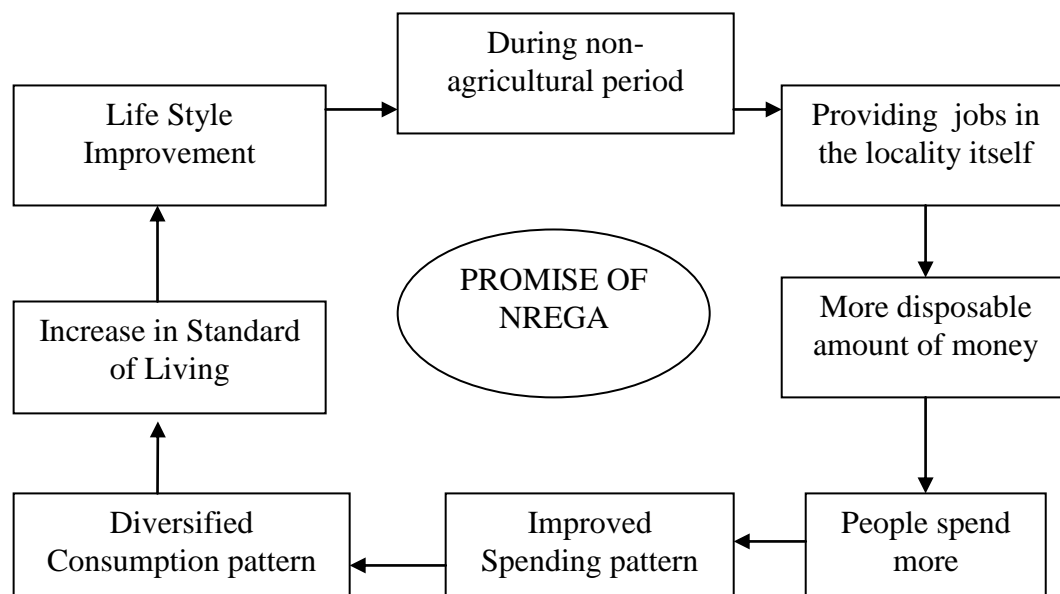 During non-
agricultural period
Life Style
Improvement
Providing jobs in
the locality itself
PROMISE OF
NREGA
More disposable
amount of money
Increase in Standard
of Living
Diversified
Consumption pattern
Improved
Spending pattern
People spend
more